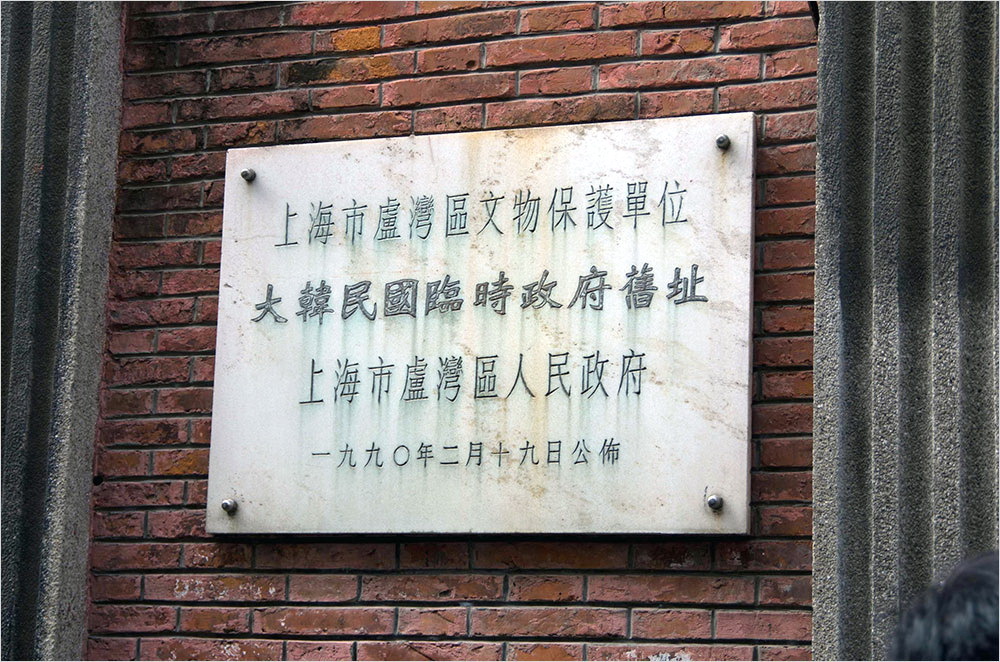 上海市盧灣區文物保護單位
大韓民國臨時政府舊址
上海市盧灣區人民政府
一九九〇年二月十九日公佈